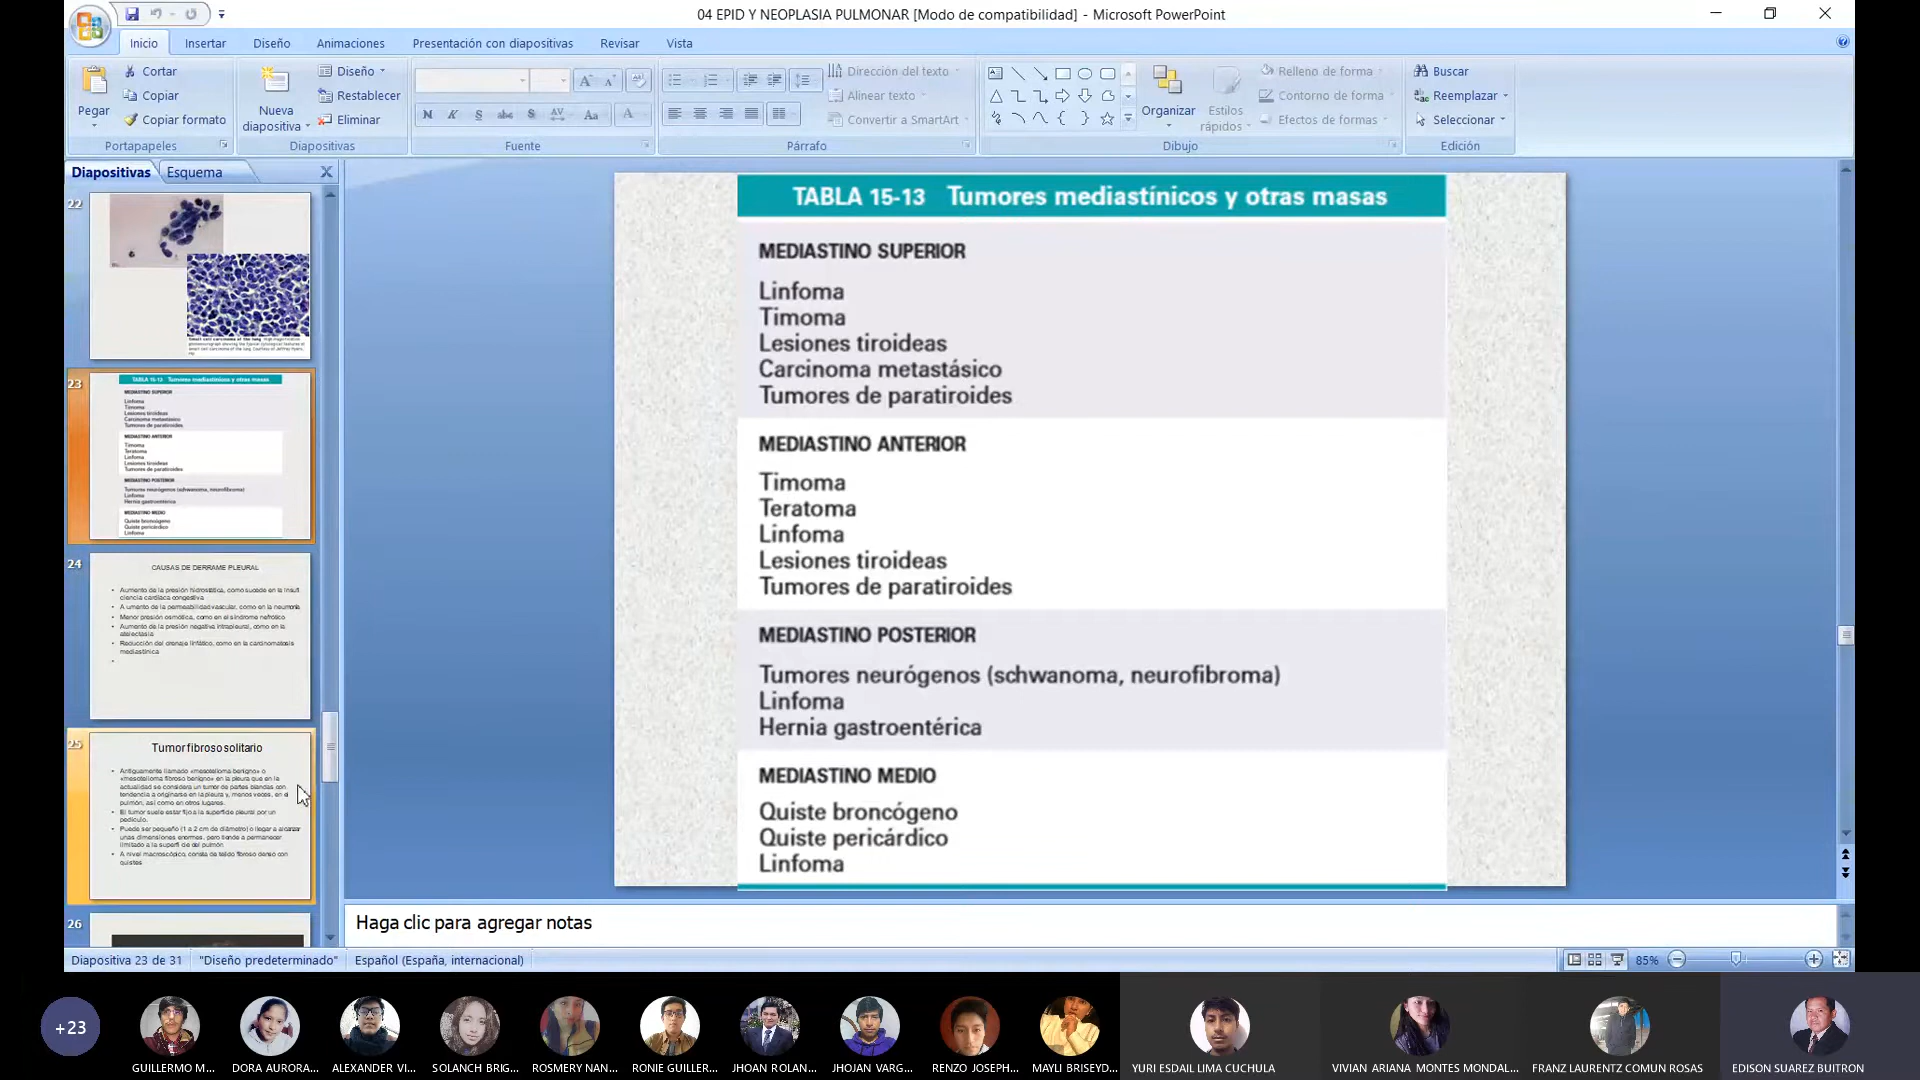 04 EPID Y NEOPLASIA PULMONAR [Modo de compatibilidad] - Microsoft PowerPoint
Inicio Insertar Diseño Animaciones Presentación con diapositivas Revisar Vista
Pegar
Cortar
Copiar
Copiar formato
Portapapeles
Nueva
diapositiva
Diseño
Restablecer
Eliminar
Diapositivas
Fuente
Dirección del texto
Alinear texto
Convertir a SmartArt
Párrafo
Organizar
Estilos
rápidos
Relleno de forma
Contorno de forma
Efectos de formas
Dibujo
Buscar
Reemplazar
Seleccionar
Edición
Diapositivas Esquema
22
23
24
CAUSAS DE DERRAME PLEURAL
25
Tumor fibroso solitario
26
TABLA 15-13 Tumores mediastínicos y otras masas
MEDIASTINO SUPERIOR
Linfoma
Timoma
Lesiones tiroideas
Carcinoma metastásico
Tumores de paratiroides
MEDIASTINO ANTERIOR
Timoma
Teratoma
Linfoma
Lesiones tiroideas
Tumores de paratiroides
MEDIASTINO POSTERIOR
Tumores neurógenos (schwanoma, neurofibroma)
Linfoma
Hernia gastroentérica
MEDIASTINO MEDIO
Quiste broncógeno
Quiste pericárdico
Linfoma
Haga clic para agregar notas
Diapositiva 23 de 31 "Diseño predeterminado" Español (España, internacional) 85%
+23
GUILLERMO M... DORA AURORA... ALEXANDER VI... SOLANCH BRIG... ROSMERY NAN... RONIE GUILLER... JHOAN ROLAN... JHOJAN VARG... RENZO JOSEPH... MAYLI BRISEYD... YURI ESDAIL LIMA CUCHULA VIVIAN ARIANA MONTES MONDAL... FRANZ LAURENTZ COMUN ROSAS EDISON SUAREZ BUITRON